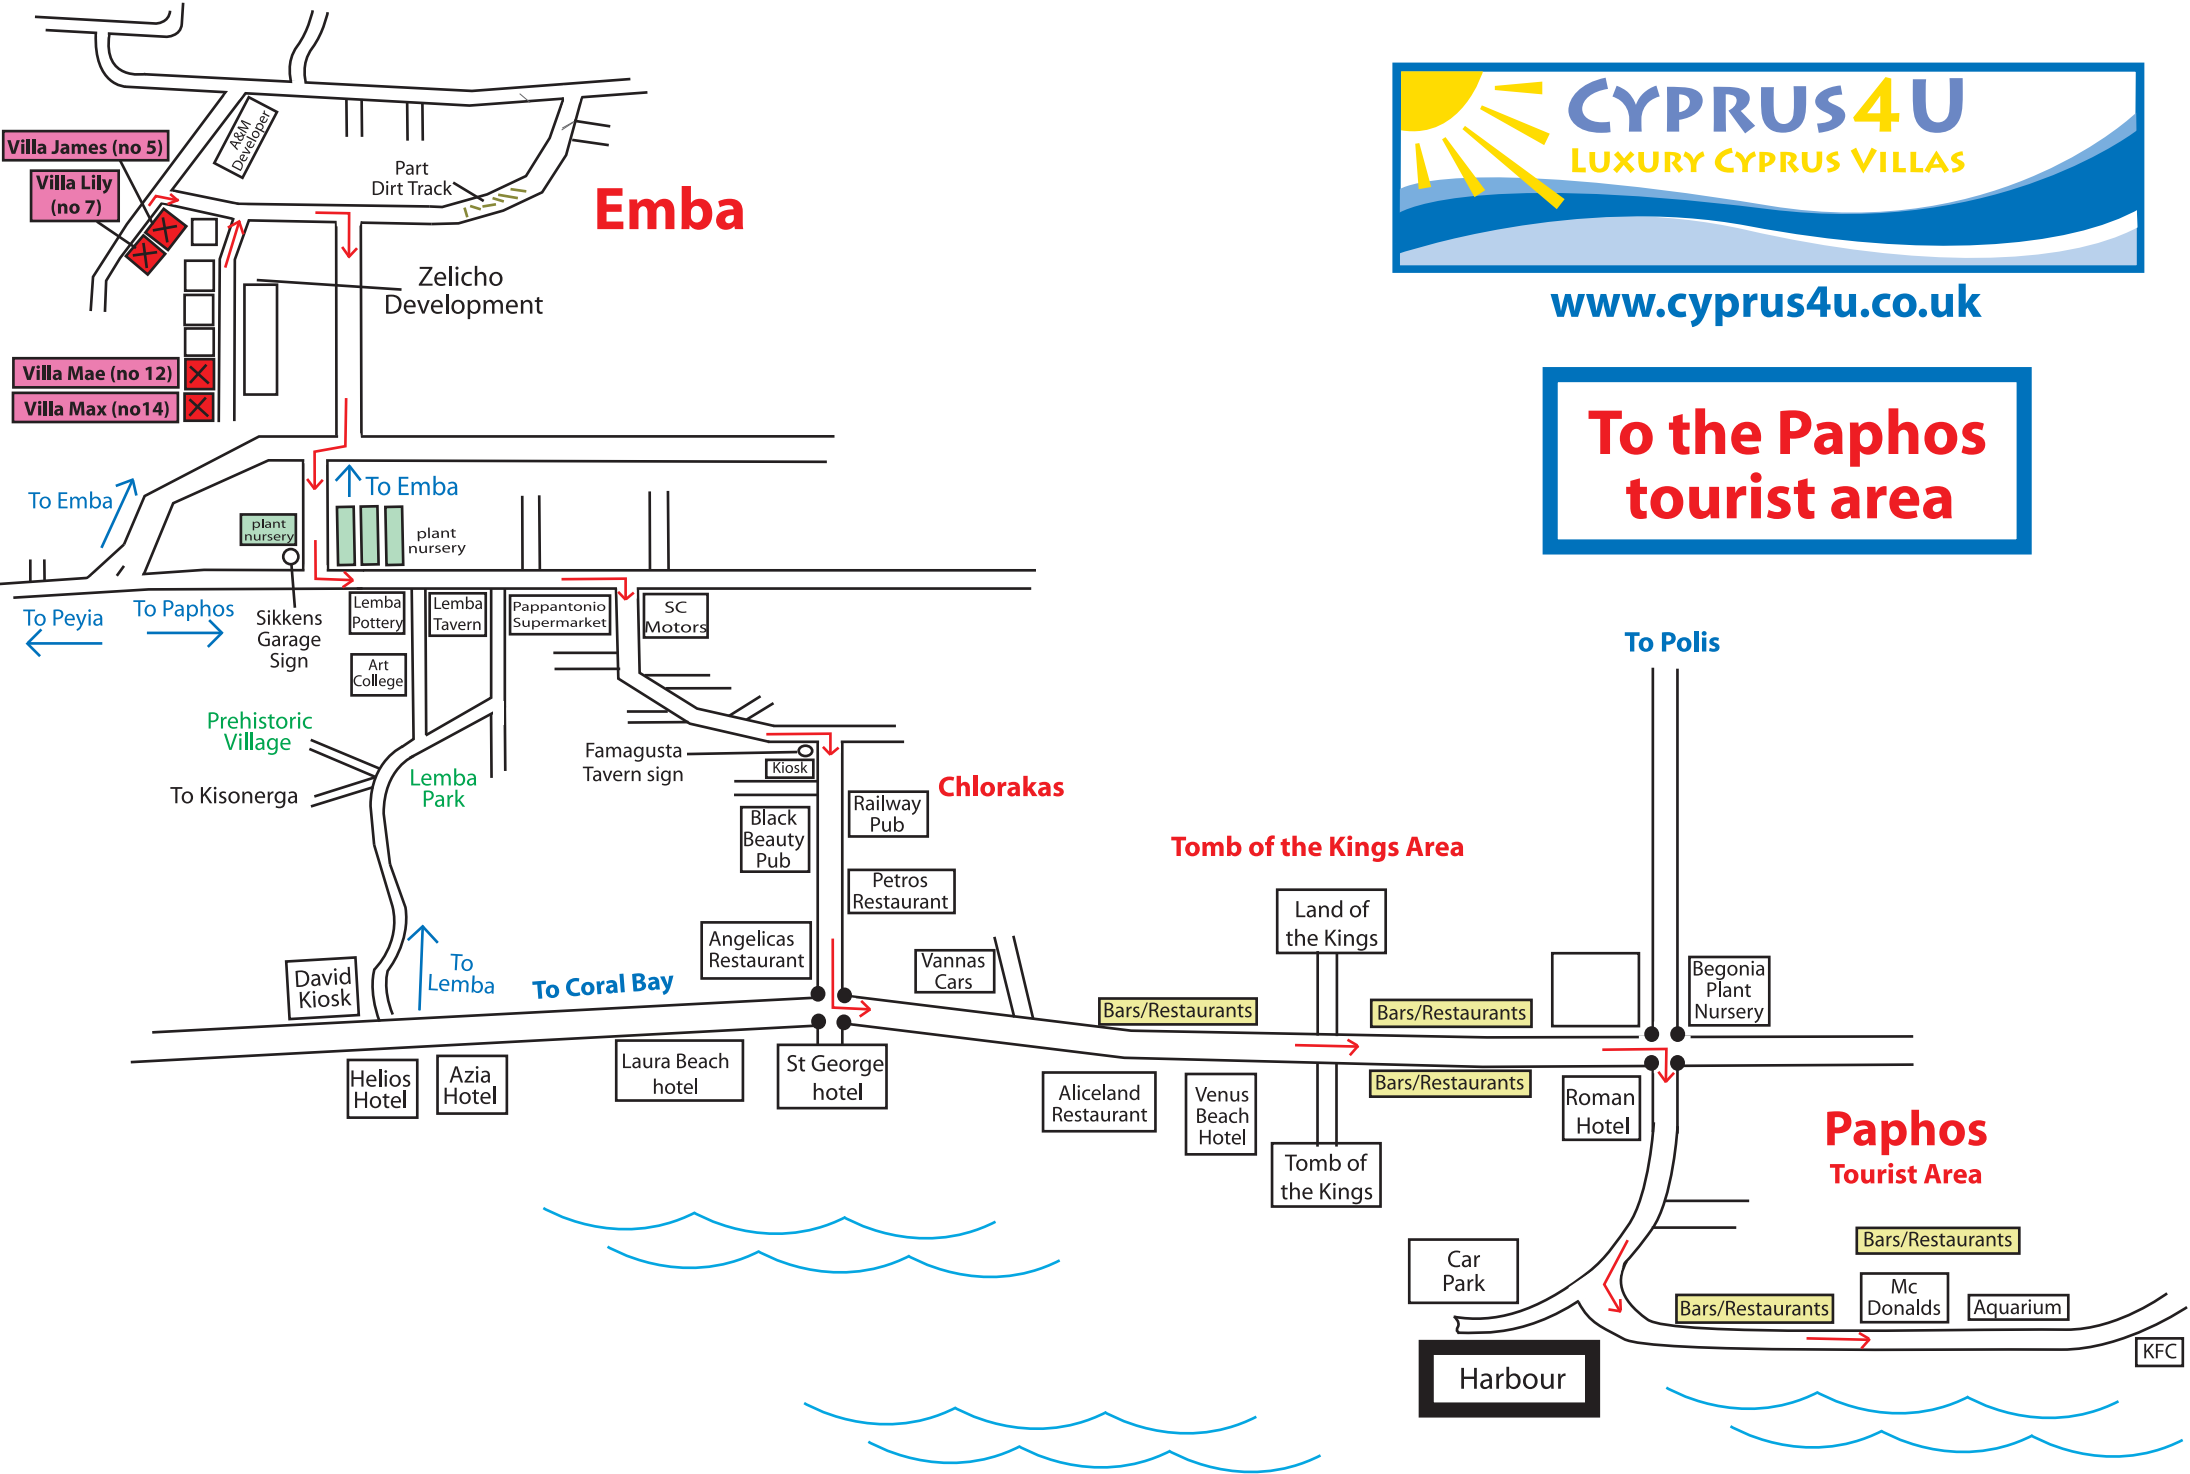 CYPRUS4U
LUXURY CYPRUS VILLAS
www.cyprus4u.co.uk
To the Paphos
tourist area
A&M
Developer
Villa James (no 5)
Villa Lily
(no 7)
Part
Dirt Track
Emba
Zelicho
Development
Villa Mae (no 12)
Villa Max (no14)
To Emba
To Emba
plant
nursery
plant
nursery
To Peyia
To Paphos
Sikkens
Garage
Sign
Lemba
Pottery
Lemba
Tavern
Pappantonio
Supermarket
SC
Motors
Art
College
Prehistoric
Village
To Kisonerga
Lemba
Park
Famagusta
Tavern sign
Kiosk
Chlorakas
Black
Beauty
Pub
Railway
Pub
Petros
Restaurant
Angelicas
Restaurant
Vannas
Cars
David
Kiosk
To
Lemba
To Coral Bay
Helios
Hotel
Azia
Hotel
Laura Beach
hotel
St George
hotel
Tomb of the Kings Area
Land of
the Kings
Bars/Restaurants
Bars/Restaurants
Bars/Restaurants
Aliceland
Restaurant
Venus
Beach
Hotel
Tomb of
the Kings
To Polis
Begonia
Plant
Nursery
Roman
Hotel
Paphos
Tourist Area
Car
Park
Harbour
Bars/Restaurants
Bars/Restaurants
Mc
Donalds
Aquarium
KFC